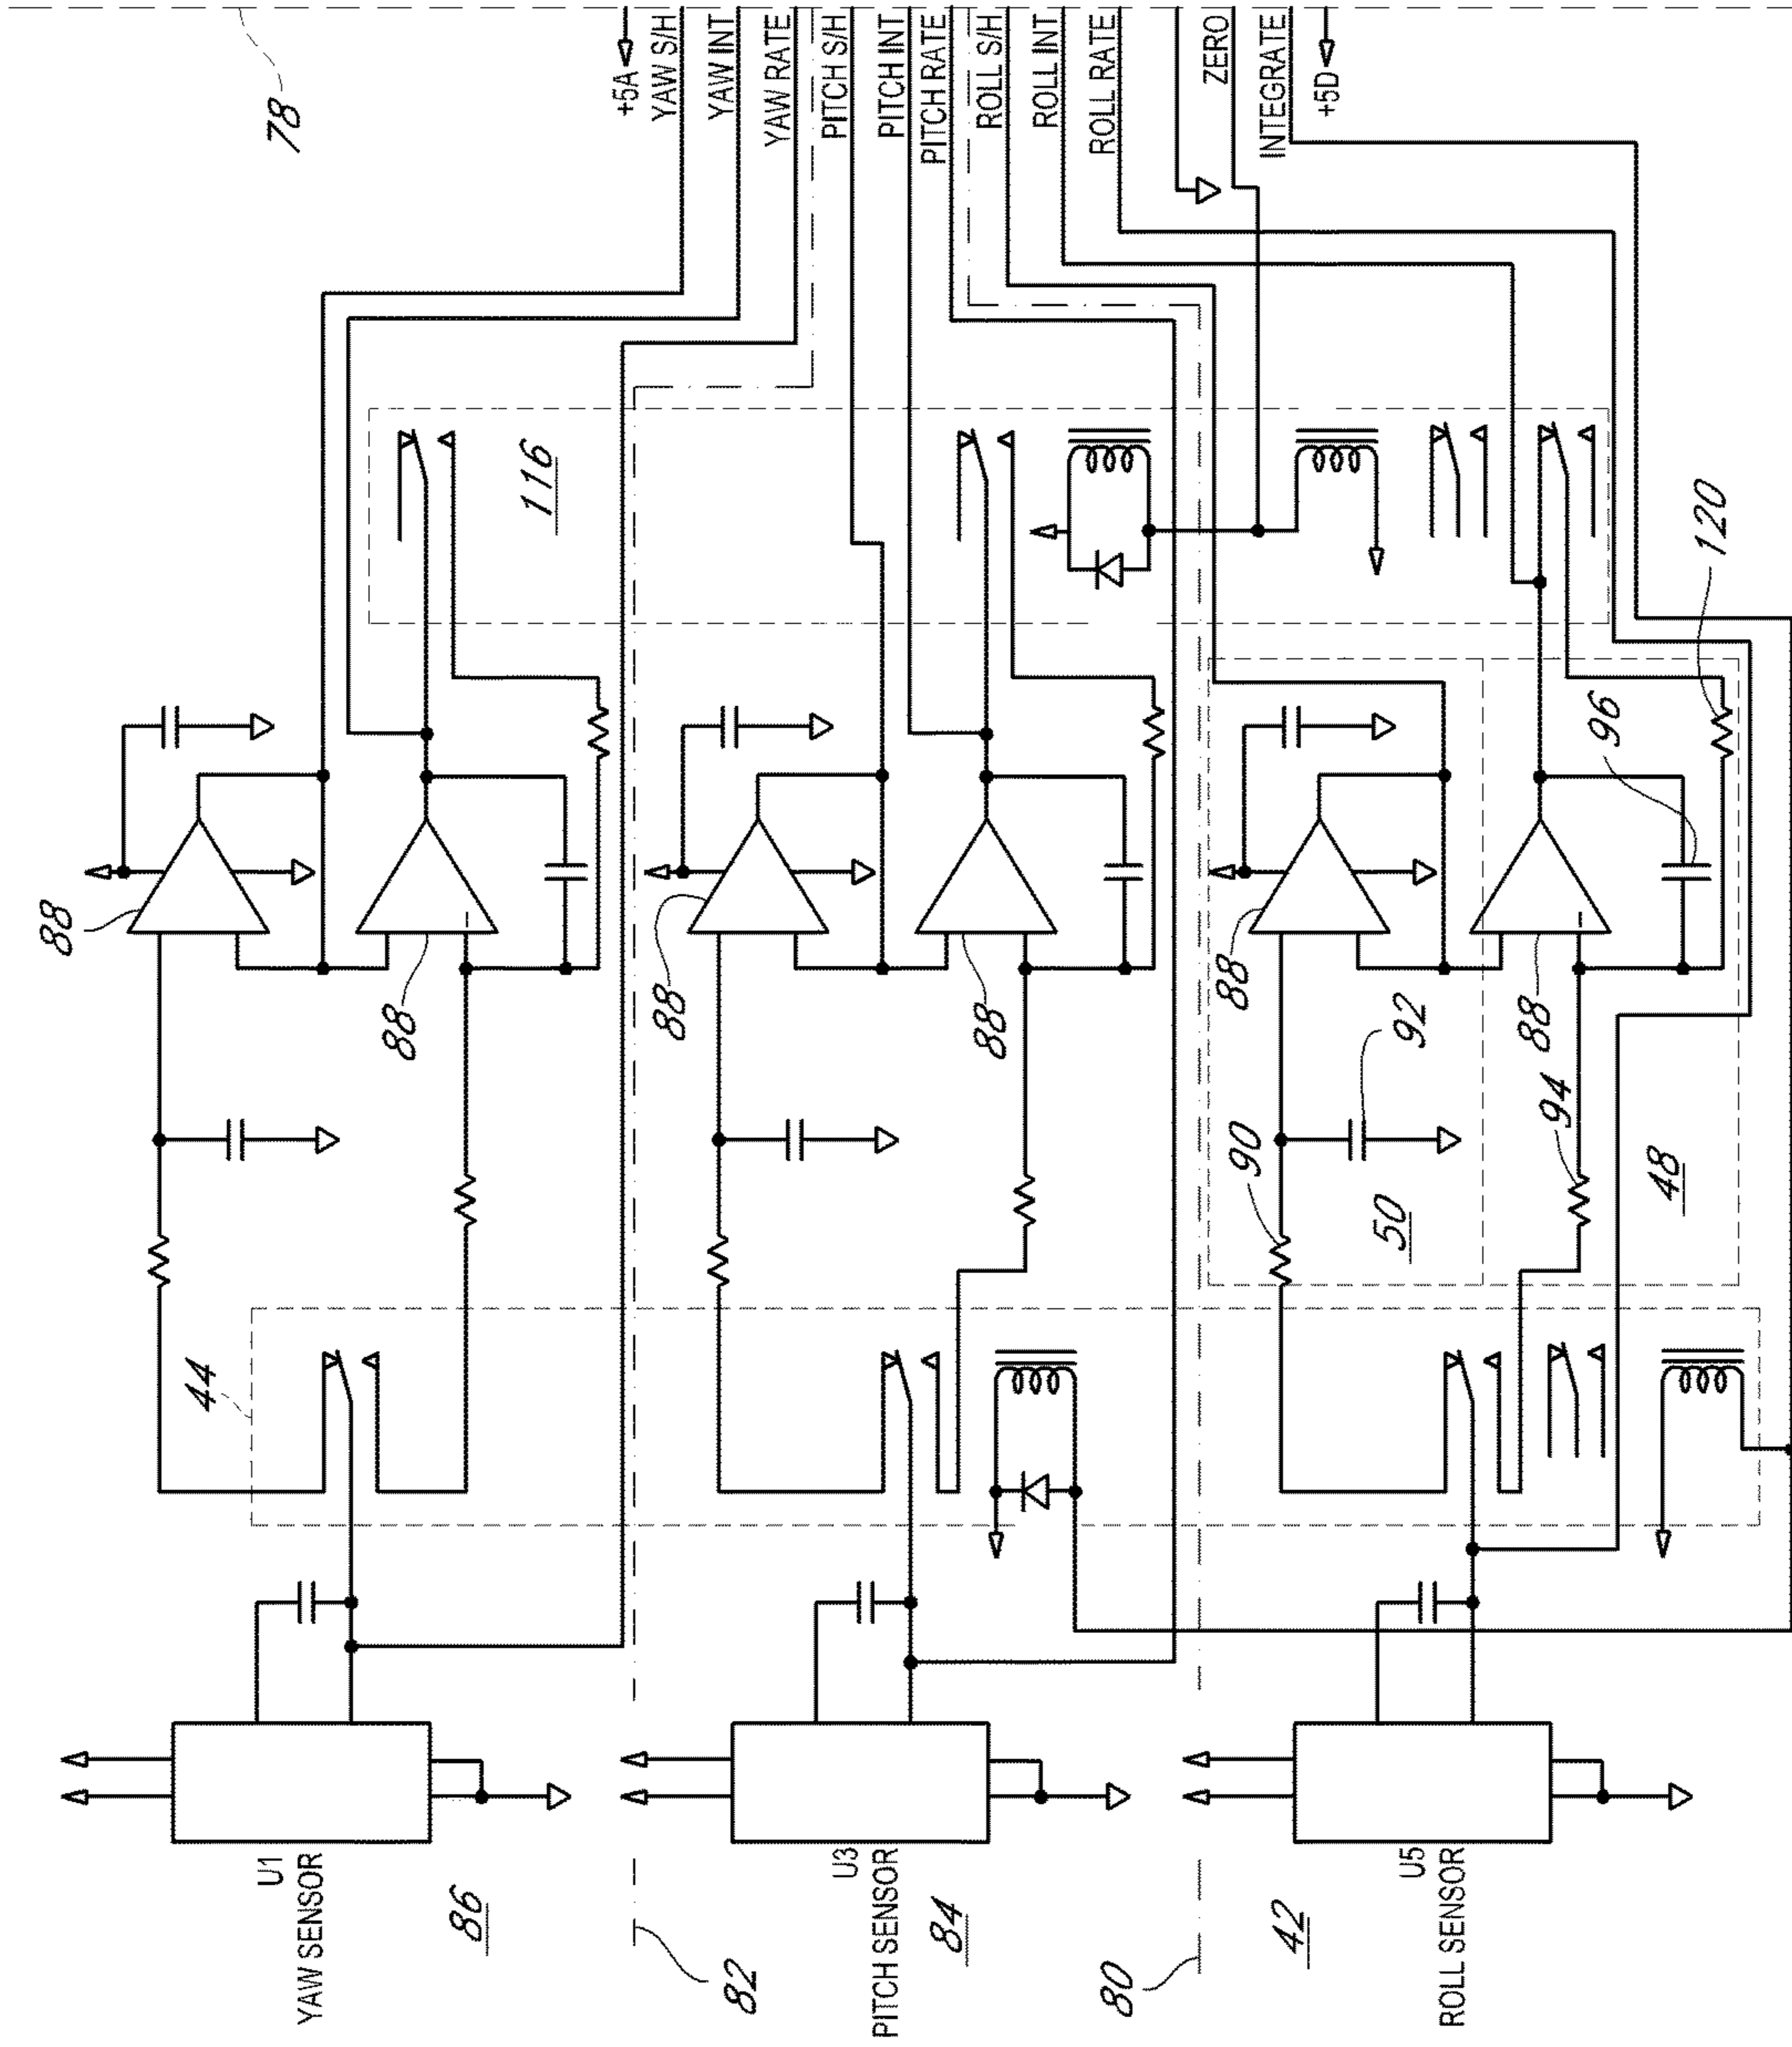 78
+5A
YAW S/H
YAW INT
YAW RATE
PITCH S/H
PITCH INT
PITCH RATE
ROLL S/H
ROLL INT
ROLL RATE
ZERO
INTEGRATE
+5D
116
120
96
88
88
88
88
88
88
92
90
94
50
48
44
U1
YAW SENSOR
86
82
U3
PITCH SENSOR
84
80
42
U5
ROLL SENSOR